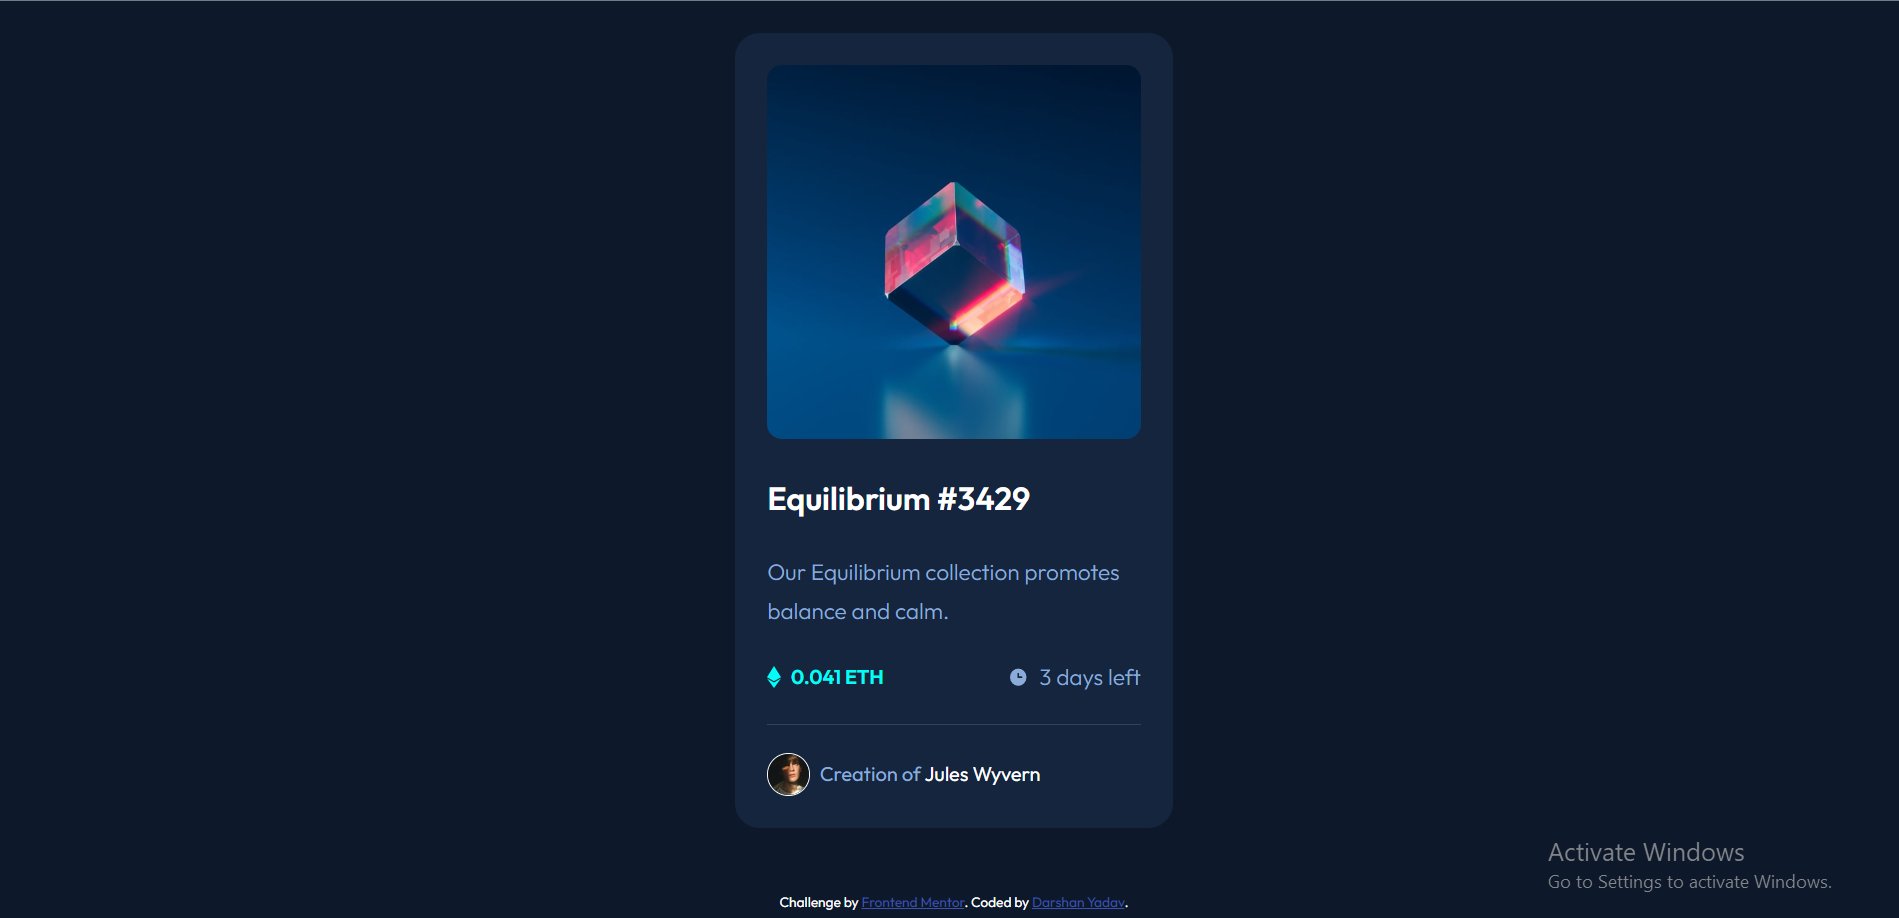 Equilibrium #3429
Our Equilibrium collection promotes
balance and calm.
0.041 ETH
3 days left
Creation of Jules Wyvern
Activate Windows
Go to Settings to activate Windows.
Challenge by Frontend Mentor. Coded by Darshan Yadav.